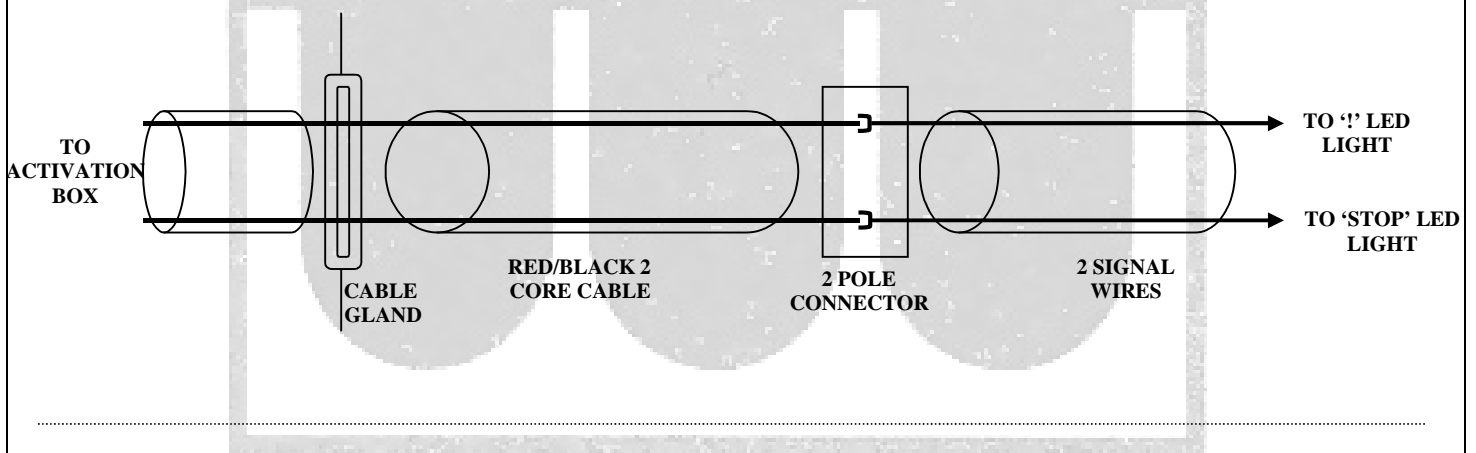 TO
ACTIVATION
BOX
CABLE
GLAND
RED/BLACK 2
CORE CABLE
2 POLE
CONNECTOR
2 SIGNAL
WIRES
TO ‘!’ LED
LIGHT
TO ‘STOP’ LED
LIGHT